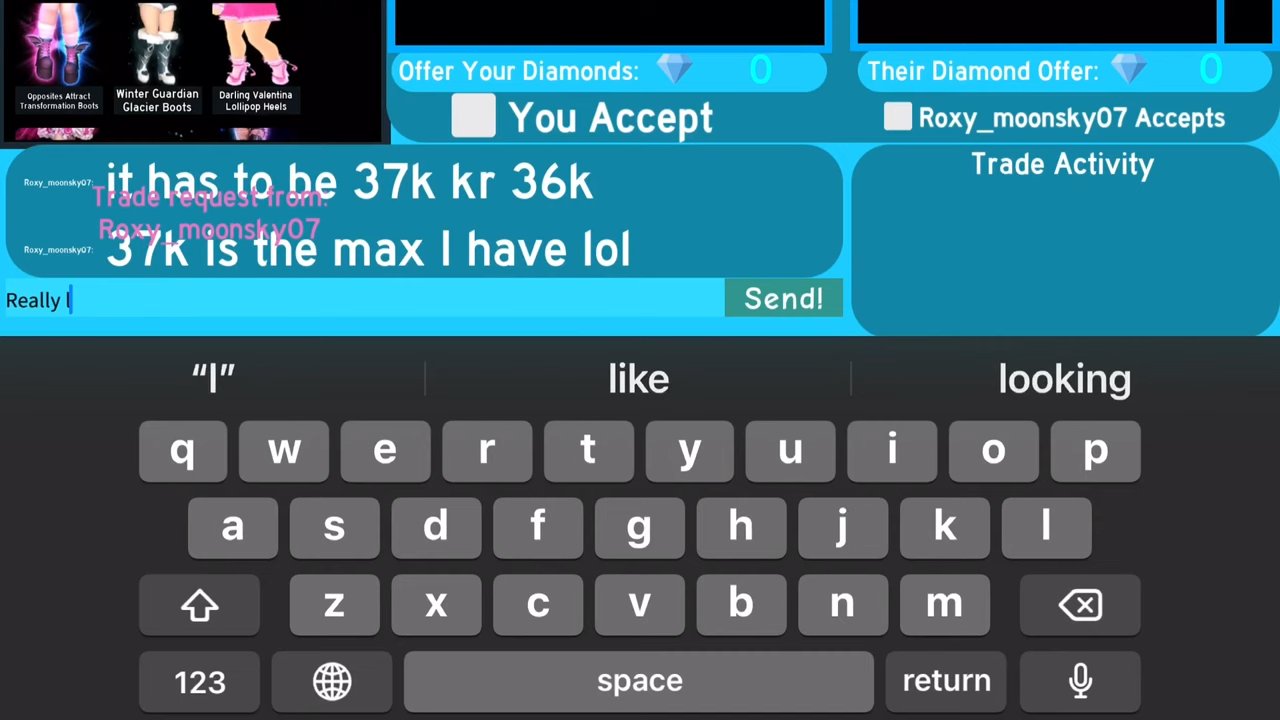 Opposites Attract
Transformation Boots
Winter Guardian
Glacier Boots
Darling Valentina
Lollipop Heels
Offer Your Diamonds: 0
Their Diamond Offer: 0
You Accept
Roxy_moonsky07 Accepts
Roxy_moonsky07: it has to be 37k kr 36k
Trade request from:
Roxy_moonsky07
Roxy_moonsky07: 37k is the max I have lol
Trade Activity
Really l
Send!
“l” like looking
q w e r t y u i o p
a s d f g h j k l
z x c v b n m
123 space return